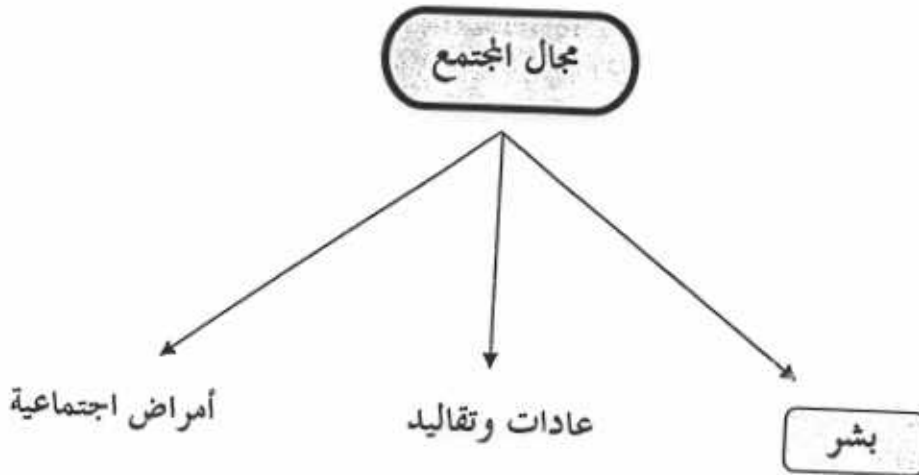 مجال المجتمع
بشر
عادات وتقاليد
أمراض اجتماعية